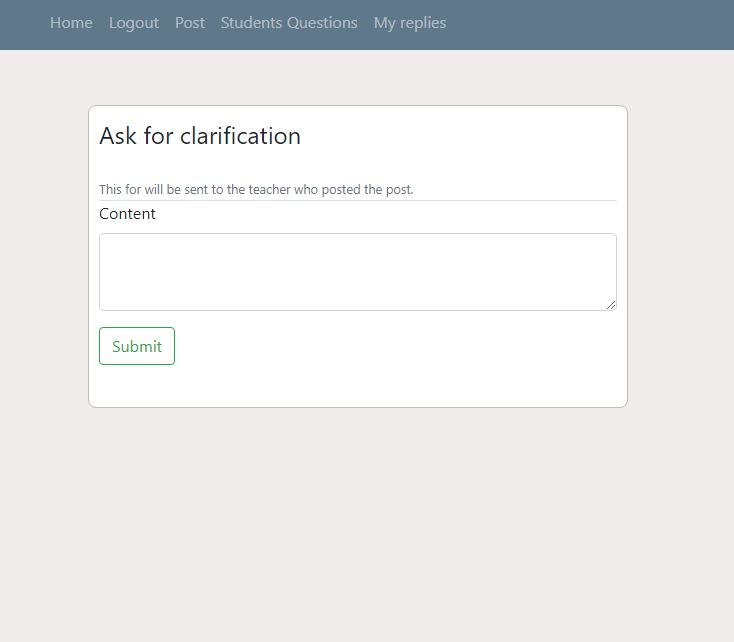 Home Logout Post Students Questions My replies
Ask for clarification
This for will be sent to the teacher who posted the post.
Content
Submit